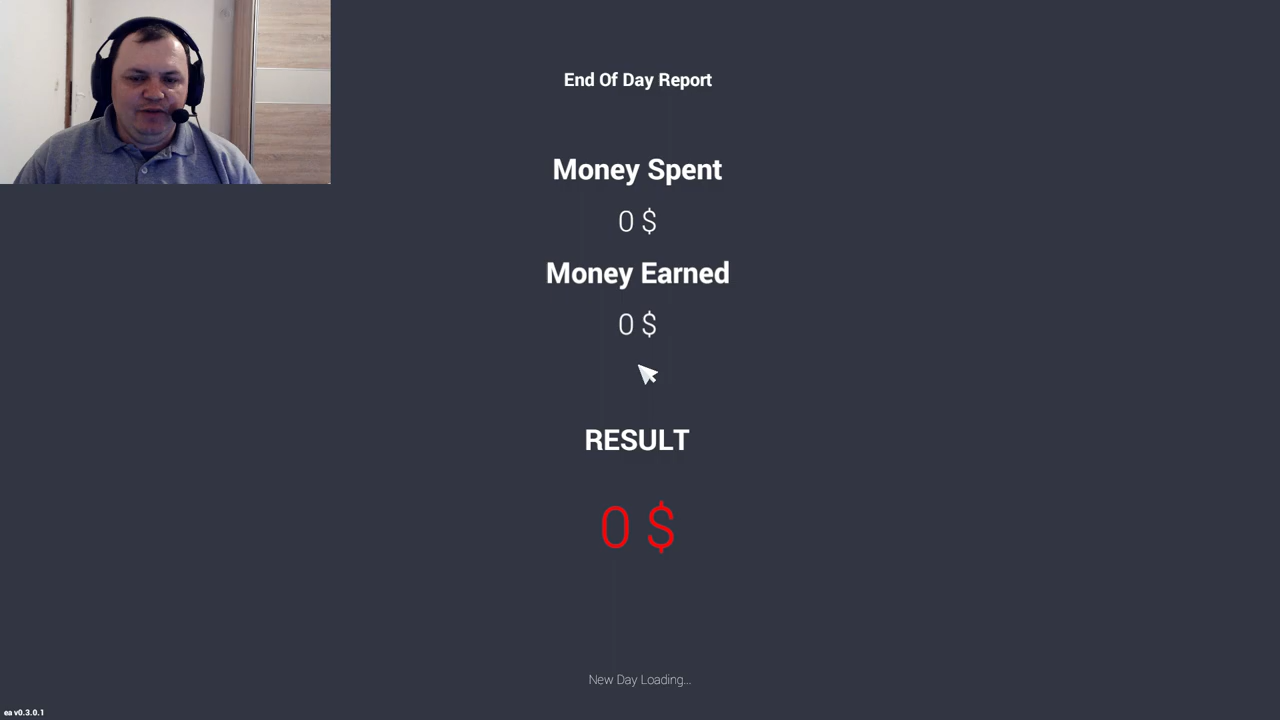 End Of Day Report
Money Spent
0 $
Money Earned
0 $
RESULT
0 $
New Day Loading...
ea v0.3.0.1